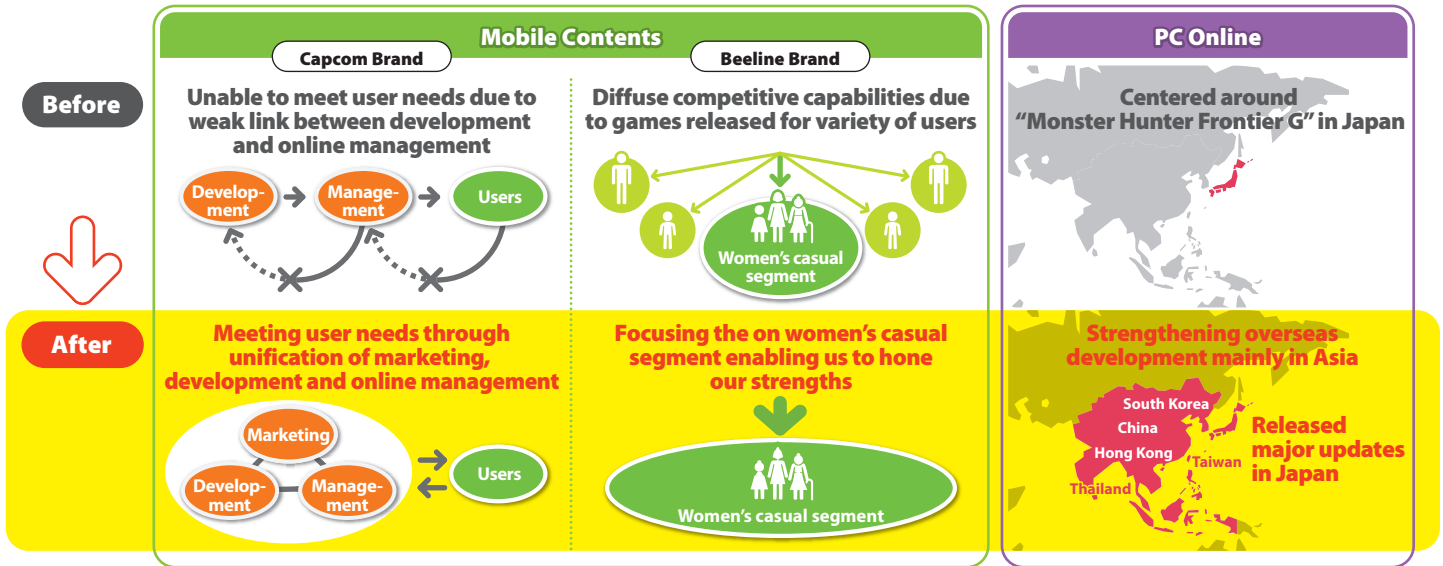 Mobile Contents
PC Online
Capcom Brand
Beeline Brand
Before
Unable to meet user needs due to
weak link between development
and online management
Develop-
ment
Manage-
ment
Users
Diffuse competitive capabilities due
to games released for variety of users
Women's casual
segment
Centered around
“Monster Hunter Frontier G” in Japan
After
Meeting user needs through
unification of marketing,
development and online management
Marketing
Develop-
ment
Manage-
ment
Users
Focusing the on women's casual
segment enabling us to hone
our strengths
Women's casual segment
Strengthening overseas
development mainly in Asia
South Korea
China
Hong Kong
Taiwan
Thailand
Released
major updates
in Japan